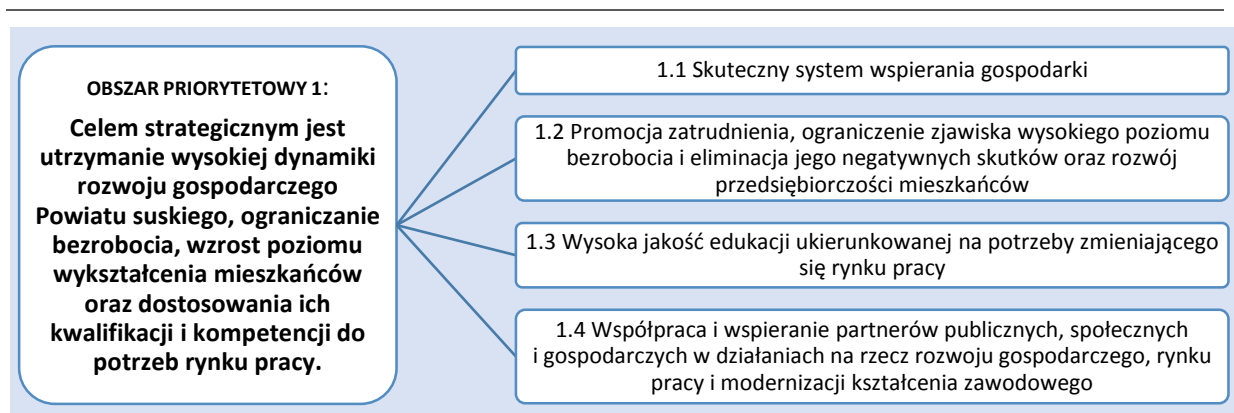 OBSZAR PRIORYTETOWY 1:
Celem strategicznym jest
utrzymanie wysokiej dynamiki
rozwoju gospodarczego
Powiatu suskiego, ograniczanie
bezrobocia, wzrost poziomu
wykształcenia mieszkańców
oraz dostosowania ich
kwalifikacji i kompetencji do
potrzeb rynku pracy.
1.1 Skuteczny system wspierania gospodarki
1.2 Promocja zatrudnienia, ograniczenie zjawiska wysokiego poziomu
bezrobocia i eliminacja jego negatywnych skutków oraz rozwój
przedsiębiorczości mieszkańców
1.3 Wysoka jakość edukacji ukierunkowanej na potrzeby zmieniającego
się rynku pracy
1.4 Współpraca i wspieranie partnerów publicznych, społecznych
i gospodarczych w działaniach na rzecz rozwoju gospodarczego, rynku
pracy i modernizacji kształcenia zawodowego